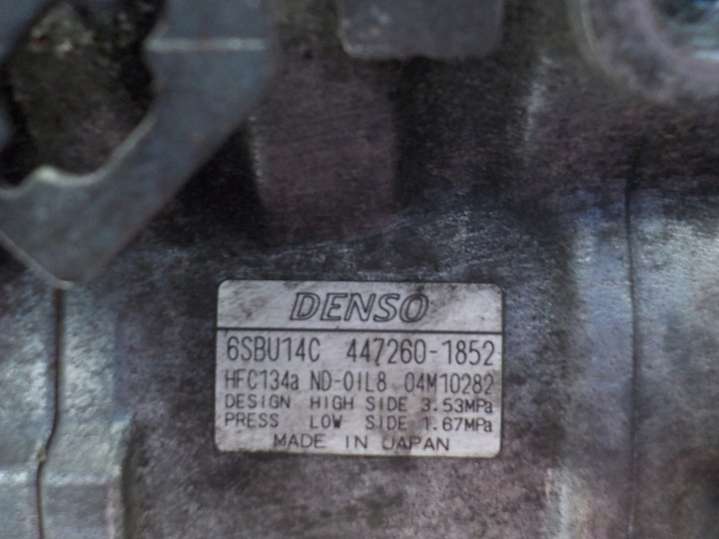 DENSO
6SBU14C 447260-1852
HFC134a ND-OIL8 04M10282
DESIGN HIGH SIDE 3.53MPa
PRESS LOW SIDE 1.67MPa
MADE IN JAPAN